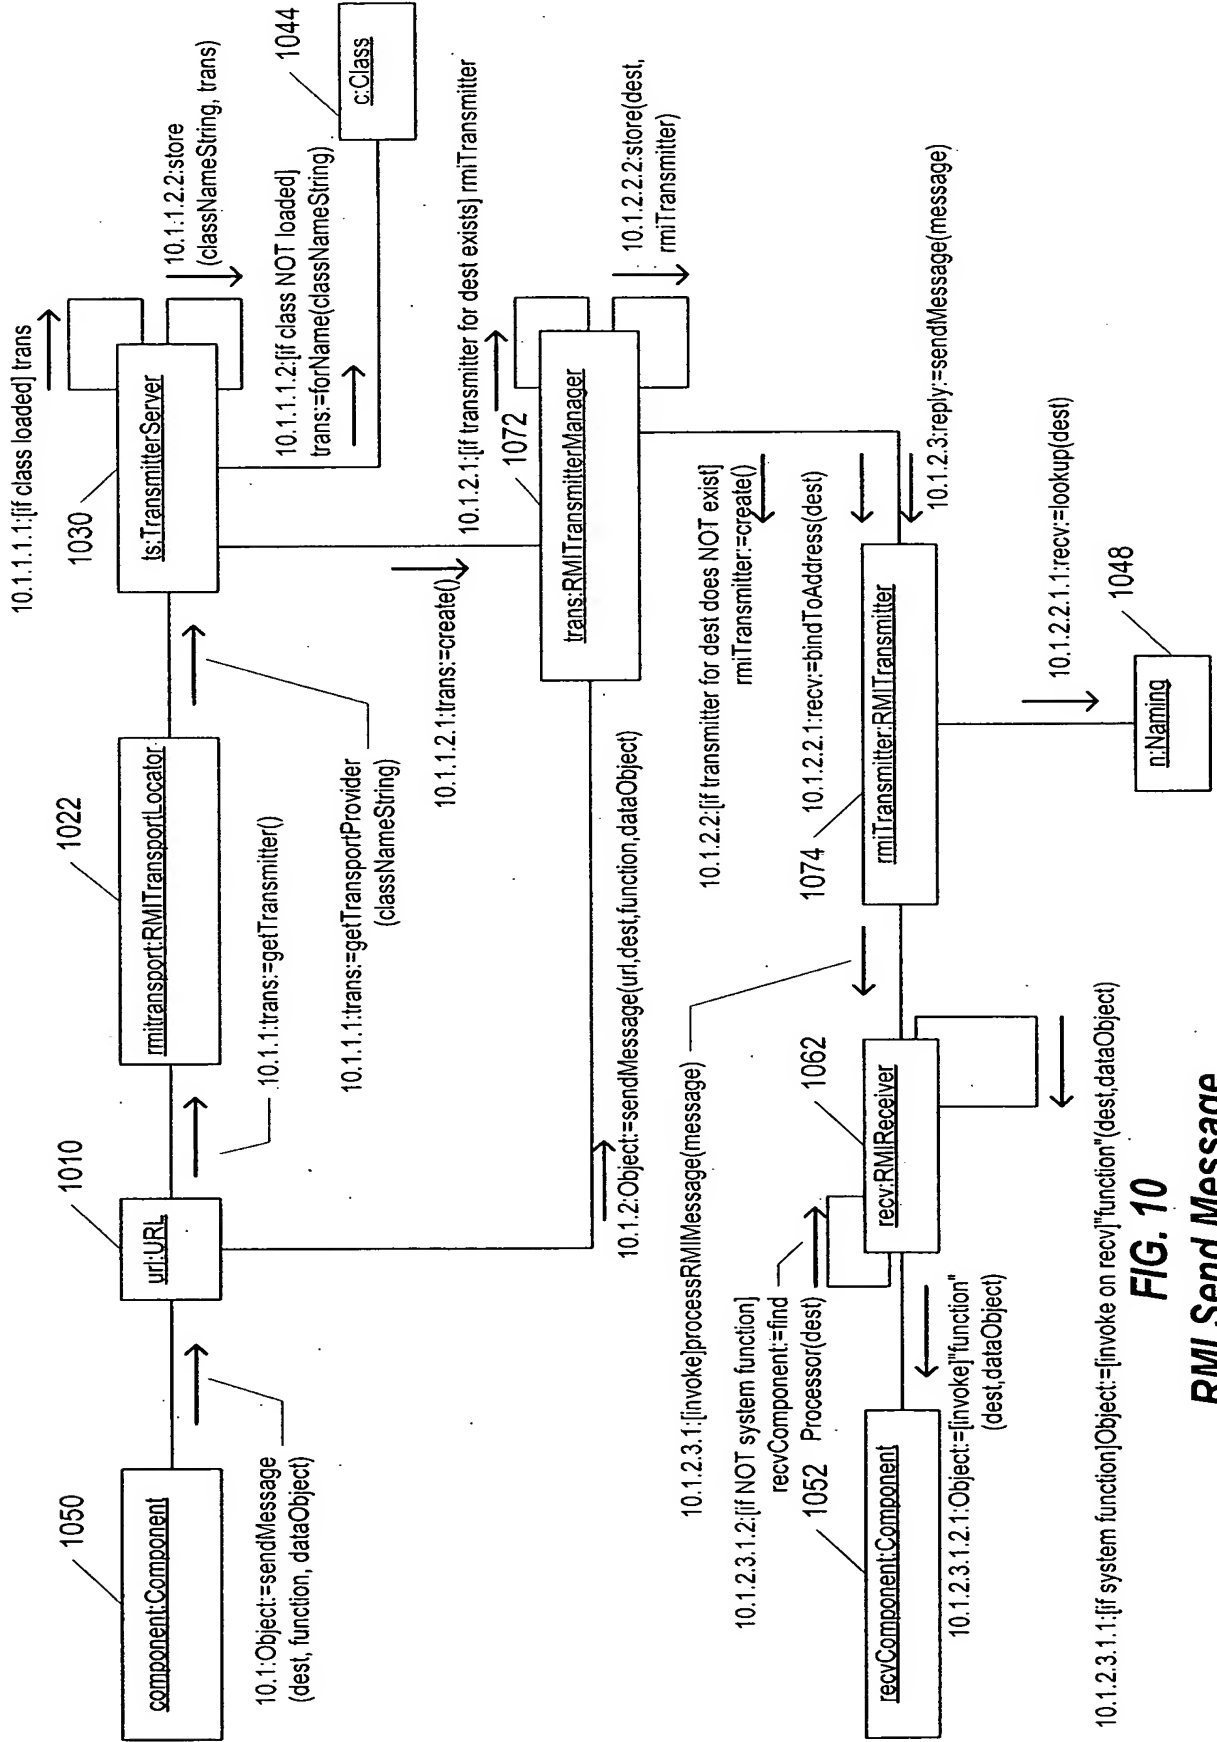 1050
component:Component
10.1:Object:=sendMessage
(dest, function, dataObject)
1010
url:URL
10.1.1:trans:=getTransmitter()
1022
rmitransport:RMITransportLocator
10.1.1.1:trans:=getTransportProvider
(classNameString)
10.1.1.1.1:[if class loaded] trans
1030
ts:TransmitterServer
10.1.1.2.2:store
(classNameString, trans)
10.1.1.1.2:[if class NOT loaded]
trans:=forName(classNameString)
1044
c:Class
10.1.1.2.1:trans:=create()
10.1.2:Object:=sendMessage(url,dest,function,dataObject)
10.1.2.1:[if transmitter for dest exists] rmiTransmitter
1072
trans:RMITransmitterManager
10.1.2.2.2:store(dest,
rmiTransmitter)
10.1.2.2:[if transmitter for dest does NOT exist]
rmiTransmitter:=create()
10.1.2.2.1:recv:=bindToAddress(dest)
10.1.2.3:reply:=sendMessage(message)
1074
rmiTransmitter:RMITransmitter
10.1.2.2.1.1:recv:=lookup(dest)
1048
n:Naming
10.1.2.3.1:[invoke]processRMIMessage(message)
1062
recv:RMIReceiver
10.1.2.3.1.2:[if NOT system function]
recvComponent:=find
Processor(dest)
1052
recvComponent:Component
10.1.2.3.1.2.1:Object:=[invoke]"function"
(dest,dataObject)
10.1.2.3.1.1:[if system function]Object:=[invoke on recv]"function"(dest,dataObject)
FIG. 10
RMI Send Message